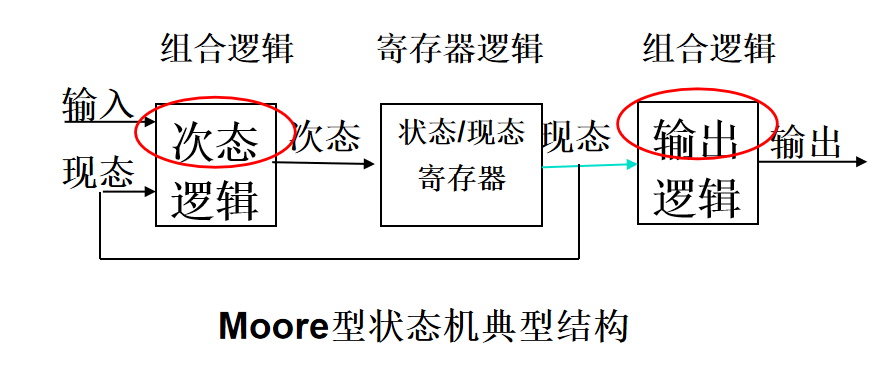 组合逻辑
寄存器逻辑
组合逻辑
输入
现态
次态
逻辑
次态
状态/现态
寄存器
现态
输出
逻辑
输出
Moore型状态机典型结构